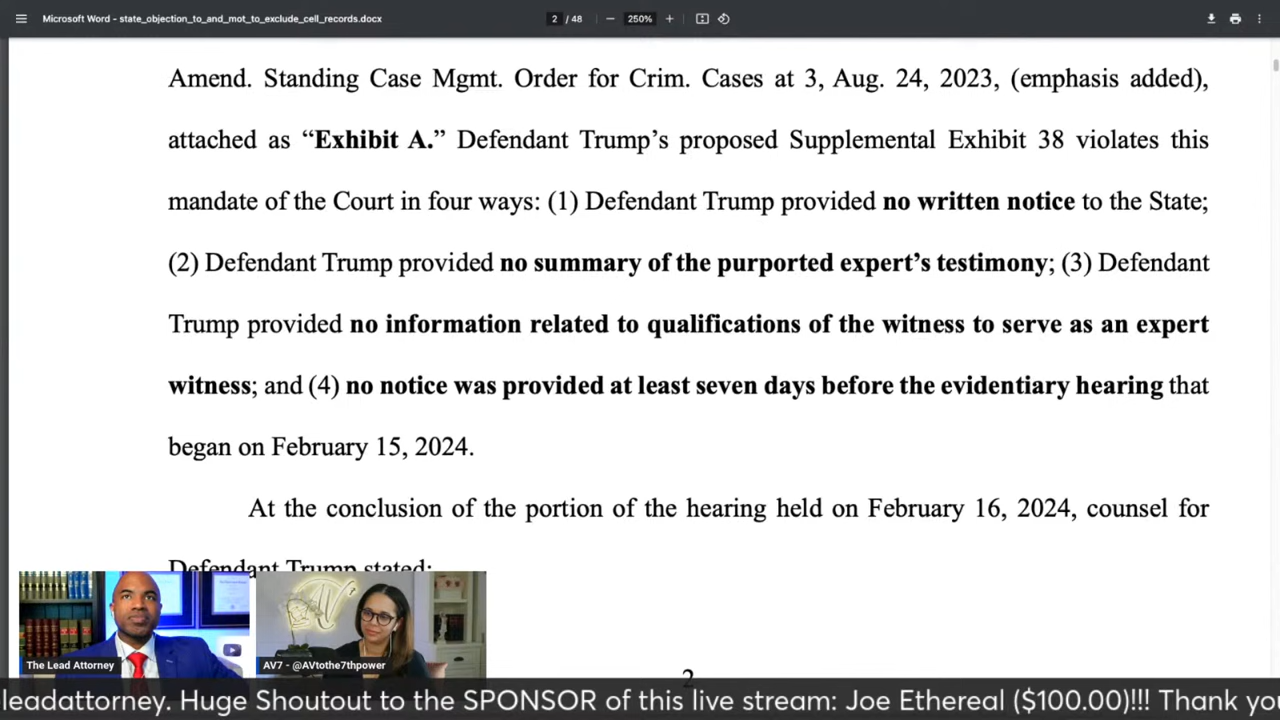 Microsoft Word - state_objection_to_and_mot_to_exclude_cell_records.docx
2 / 48
250%
Amend. Standing Case Mgmt. Order for Crim. Cases at 3, Aug. 24, 2023, (emphasis added),
attached as “Exhibit A.” Defendant Trump’s proposed Supplemental Exhibit 38 violates this
mandate of the Court in four ways: (1) Defendant Trump provided no written notice to the State;
(2) Defendant Trump provided no summary of the purported expert’s testimony; (3) Defendant
Trump provided no information related to qualifications of the witness to serve as an expert
witness; and (4) no notice was provided at least seven days before the evidentiary hearing that
began on February 15, 2024.
At the conclusion of the portion of the hearing held on February 16, 2024, counsel for
Defendant Trump stated:
The Lead Attorney
AV7 - @AVtothe7thpower
2
leadattorney. Huge Shoutout to the SPONSOR of this live stream: Joe Ethereal ($100.00)!!! Thank you